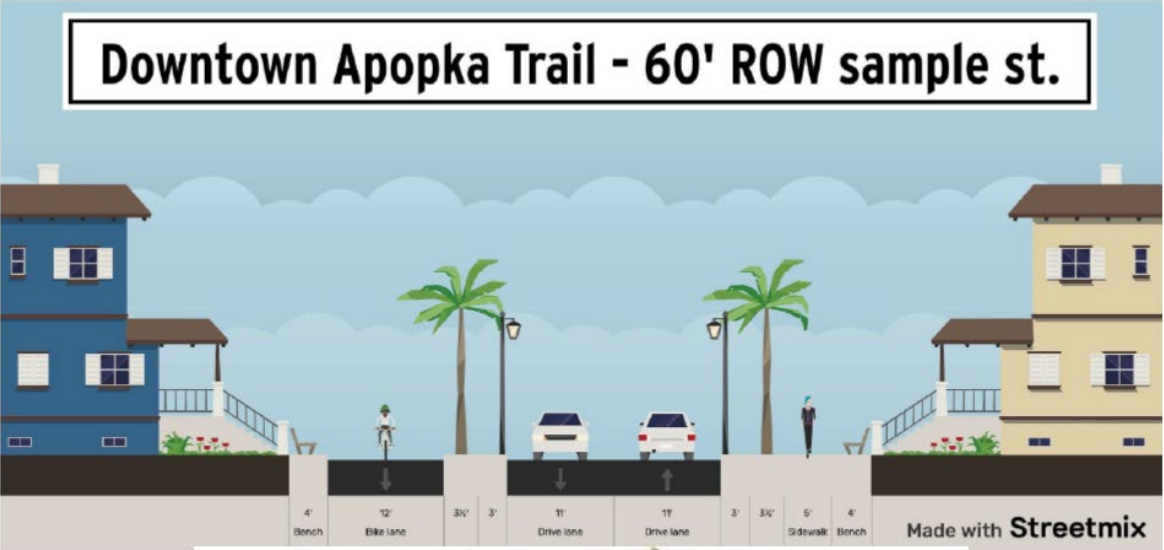 Downtown Apopka Trail - 60' ROW sample st.
4' 12' 3½' 3' 11' 11' 3' 3½' 5' 4'
Bench Bike lane Drive lane Drive lane Sidewalk Bench
Made with Streetmix